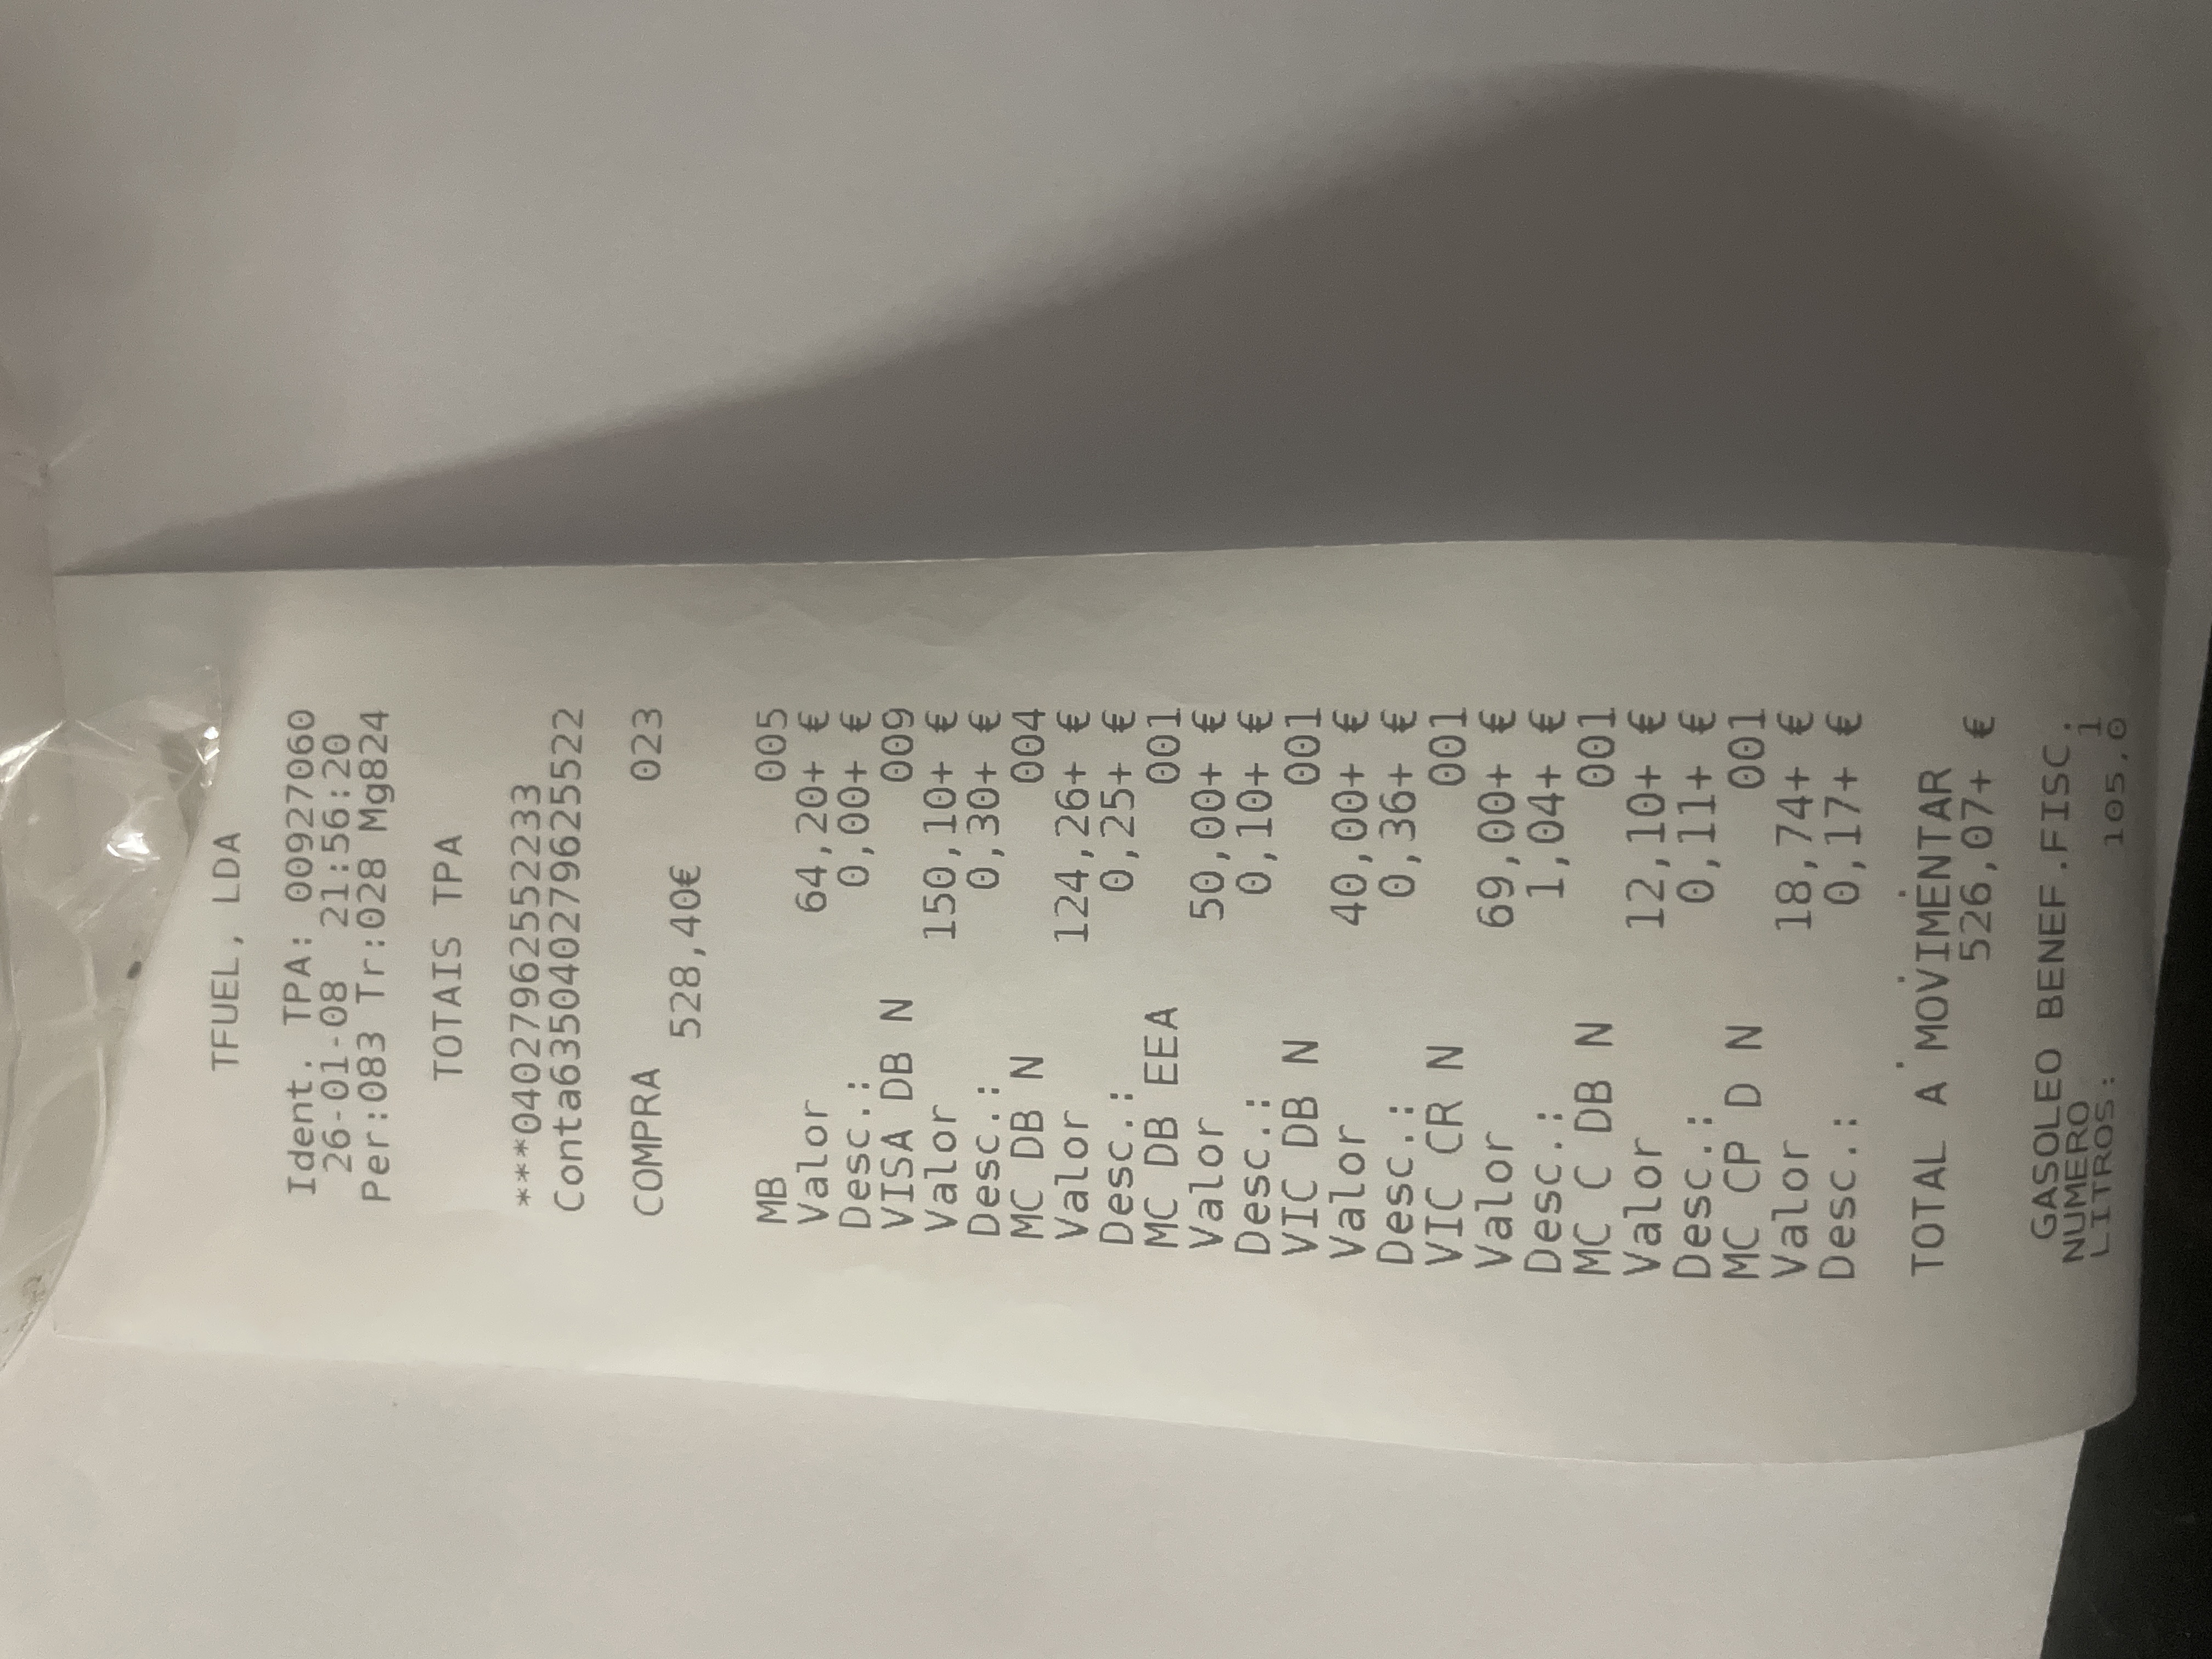 TFUEL, LDA
Ident. TPA: 00927060
26-01-08 21:56:20
Per:083 Tr:028 Mg824
TOTAIS TPA
***04027962552233
Conta6350402796255522
COMPRA 023
528,40€
MB 005
Valor 64,20+ €
Desc.: 0,00+ €
VISA DB N 009
Valor 150,10+ €
Desc.: 0,30+ €
MC DB N 004
Valor 124,26+ €
Desc.: 0,25+ €
MC DB EEA 001
Valor 50,00+ €
Desc.: 0,10+ €
VIC DB N 001
Valor 40,00+ €
Desc.: 0,36+ €
VIC CR N 001
Valor 69,00+ €
Desc.: 1,04+ €
MC C DB N 001
Valor 12,10+ €
Desc.: 0,11+ €
MC CP D N 001
Valor 18,74+ €
Desc.: 0,17+ €
TOTAL A MOVIMENTAR
526,07+ €
GASOLEO BENEF.FISC.
NUMERO 1
LITROS: 105,0